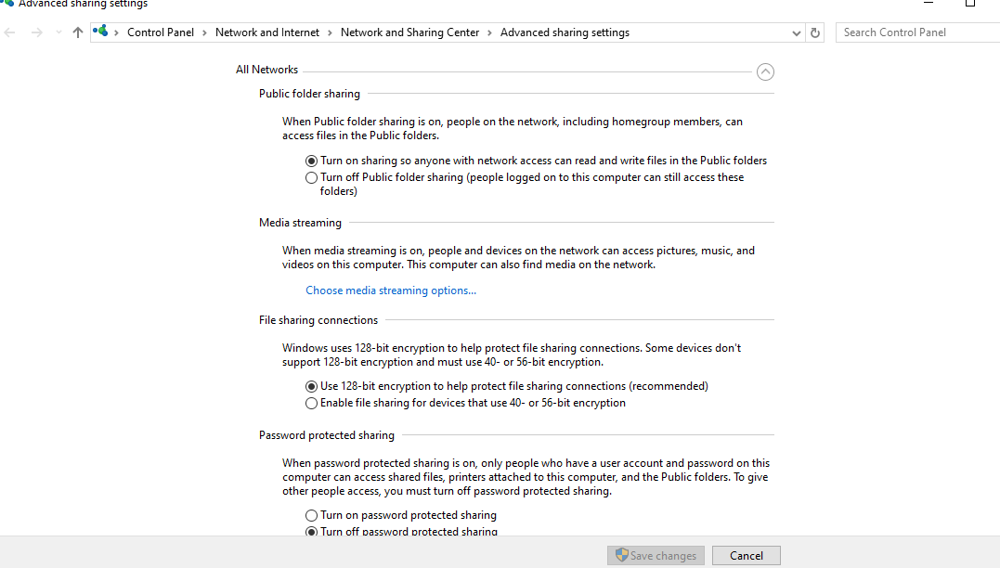 Advanced sharing settings
Control Panel > Network and Internet > Network and Sharing Center > Advanced sharing settings
Search Control Panel
All Networks
Public folder sharing
When Public folder sharing is on, people on the network, including homegroup members, can
access files in the Public folders.
Turn on sharing so anyone with network access can read and write files in the Public folders
Turn off Public folder sharing (people logged on to this computer can still access these
folders)
Media streaming
When media streaming is on, people and devices on the network can access pictures, music, and
videos on this computer. This computer can also find media on the network.
Choose media streaming options...
File sharing connections
Windows uses 128-bit encryption to help protect file sharing connections. Some devices don't
support 128-bit encryption and must use 40- or 56-bit encryption.
Use 128-bit encryption to help protect file sharing connections (recommended)
Enable file sharing for devices that use 40- or 56-bit encryption
Password protected sharing
When password protected sharing is on, only people who have a user account and password on this
computer can access shared files, printers attached to this computer, and the Public folders. To give
other people access, you must turn off password protected sharing.
Turn on password protected sharing
Turn off password protected sharing
Save changes
Cancel